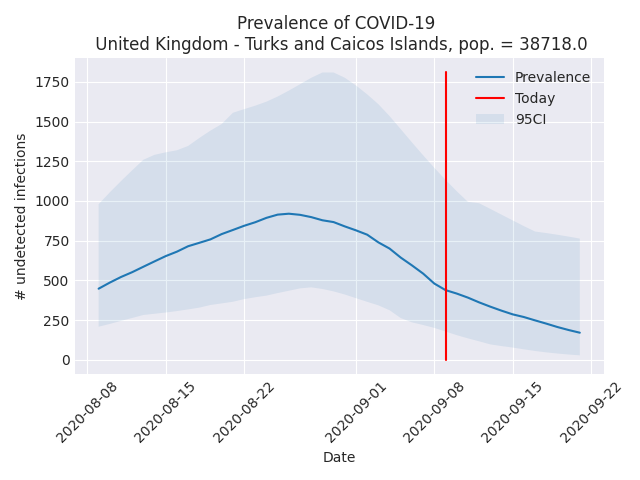 Prevalence of COVID-19
United Kingdom - Turks and Caicos Islands, pop. = 38718.0
Prevalence
Today
95CI
# undetected infections
1750
1500
1250
1000
750
500
250
0
2020-08-08
2020-08-15
2020-08-22
2020-09-01
2020-09-08
2020-09-15
2020-09-22
Date